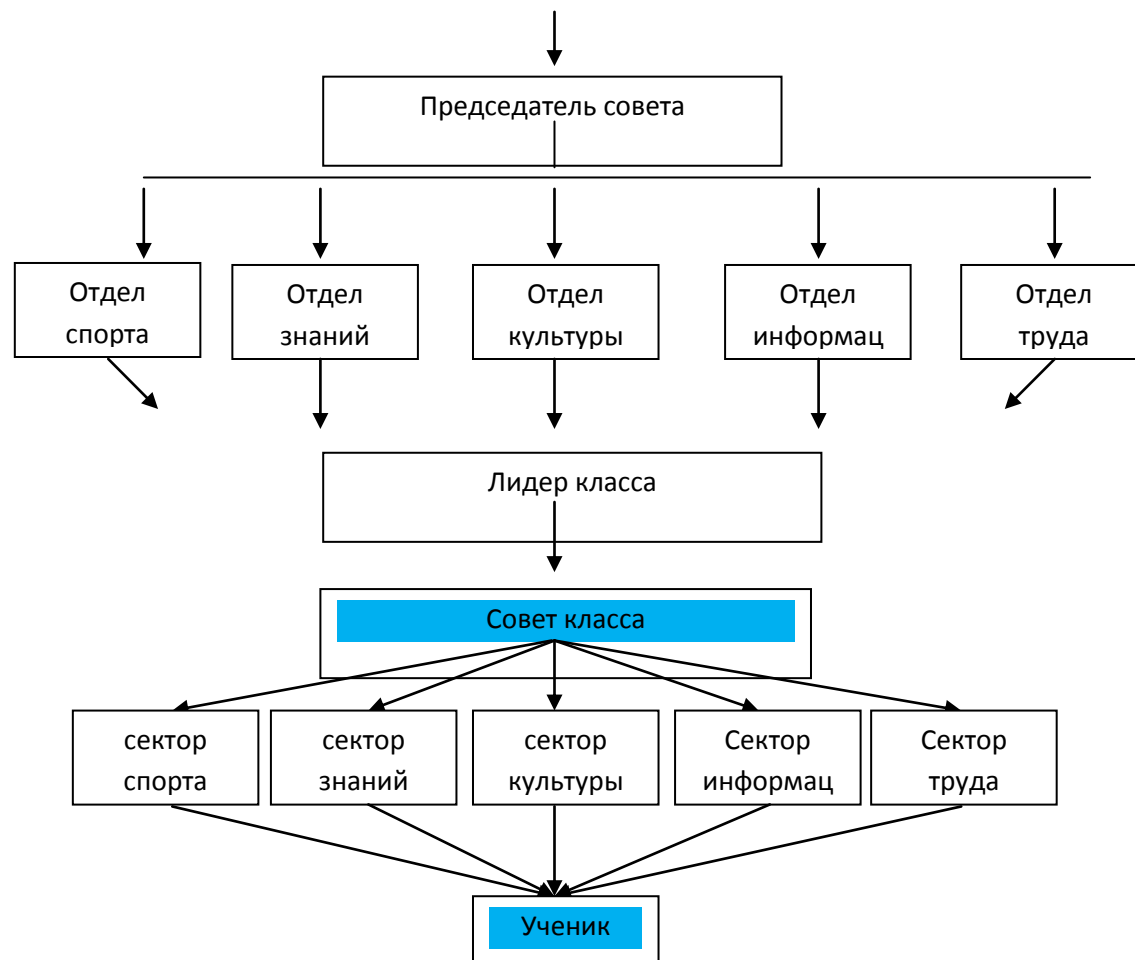 Председатель совета
Отдел
спорта
Отдел
знаний
Отдел
культуры
Отдел
информац
Отдел
труда
Лидер класса
Совет класса
сектор
спорта
сектор
знаний
сектор
культуры
Сектор
информац
Сектор
труда
Ученик